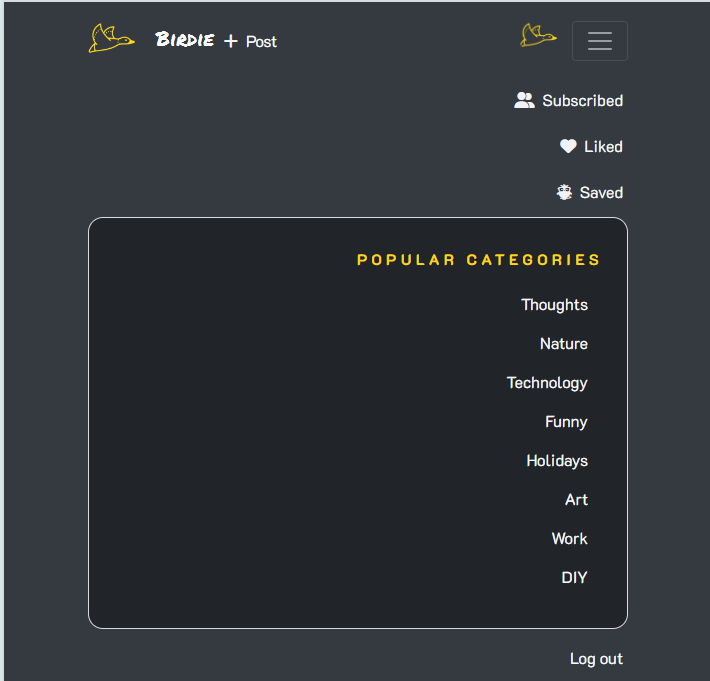 Birdie + Post
Subscribed
Liked
Saved
POPULAR CATEGORIES
Thoughts
Nature
Technology
Funny
Holidays
Art
Work
DIY
Log out